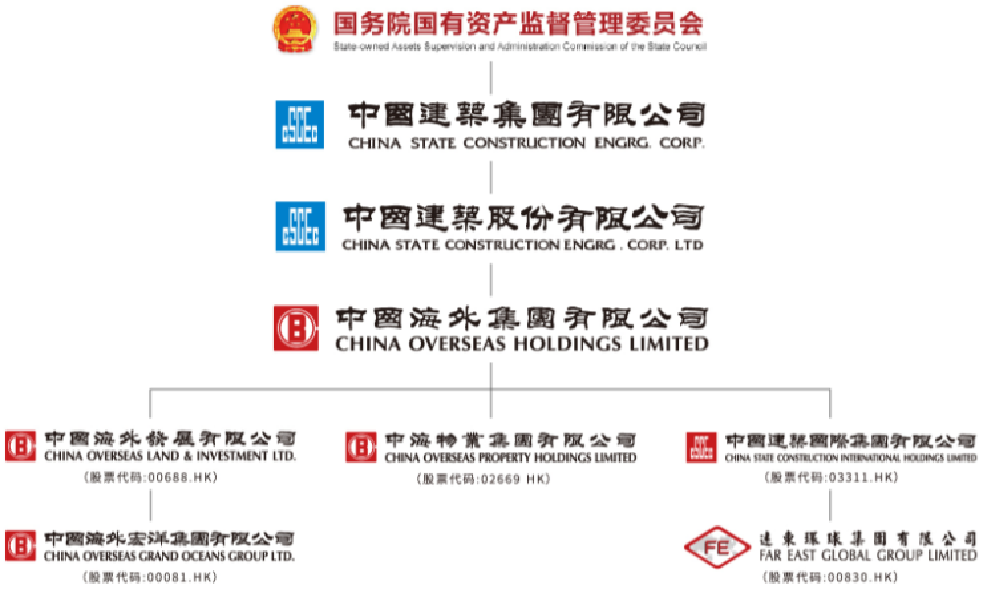 国务院国有资产监督管理委员会
State-owned Assets Supervision and Administration Commission of the State Council
CSCEC
中國建築集團有限公司
CHINA STATE CONSTRUCTION ENGRG. CORP.
CSCEC
中國建築股份有限公司
CHINA STATE CONSTRUCTION ENGRG . CORP. LTD
中國海外集團有限公司
CHINA OVERSEAS HOLDINGS LIMITED
中國海外發展有限公司
CHINA OVERSEAS LAND & INVESTMENT LTD.
(股票代码:00688.HK)
中海物業集團有限公司
CHINA OVERSEAS PROPERTY HOLDINGS LIMITED
(股票代码:02669 HK)
中國建築國際集團有限公司
CHINA STATE CONSTRUCTION INTERNATIONAL HOLDINGS LIMITED
(股票代码:03311.HK)
中國海外宏洋集團有限公司
CHINA OVERSEAS GRAND OCEANS GROUP LTD.
(股票代码:00081.HK)
FE
遠東環球集團有限公司
FAR EAST GLOBAL GROUP LIMITED
(股票代码:00830.HK)